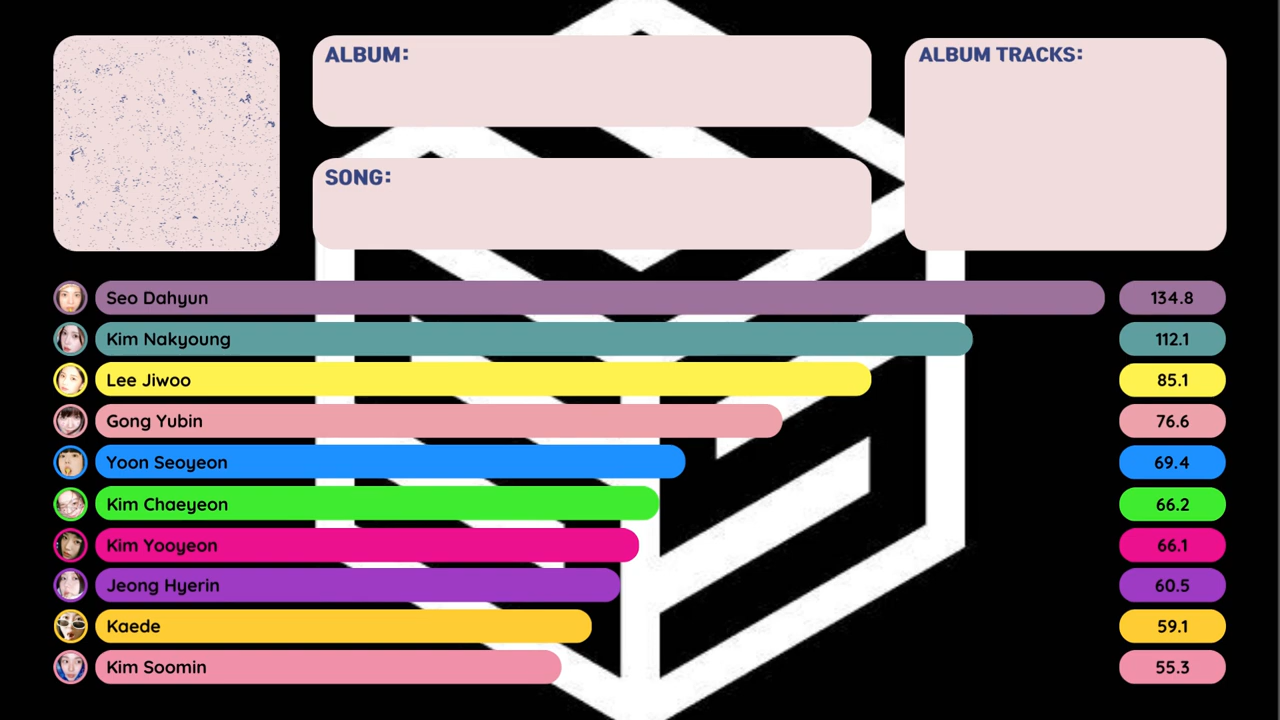 ALBUM:
ALBUM TRACKS:
SONG:
Seo Dahyun 134.8
Kim Nakyoung 112.1
Lee Jiwoo 85.1
Gong Yubin 76.6
Yoon Seoyeon 69.4
Kim Chaeyeon 66.2
Kim Yooyeon 66.1
Jeong Hyerin 60.5
Kaede 59.1
Kim Soomin 55.3